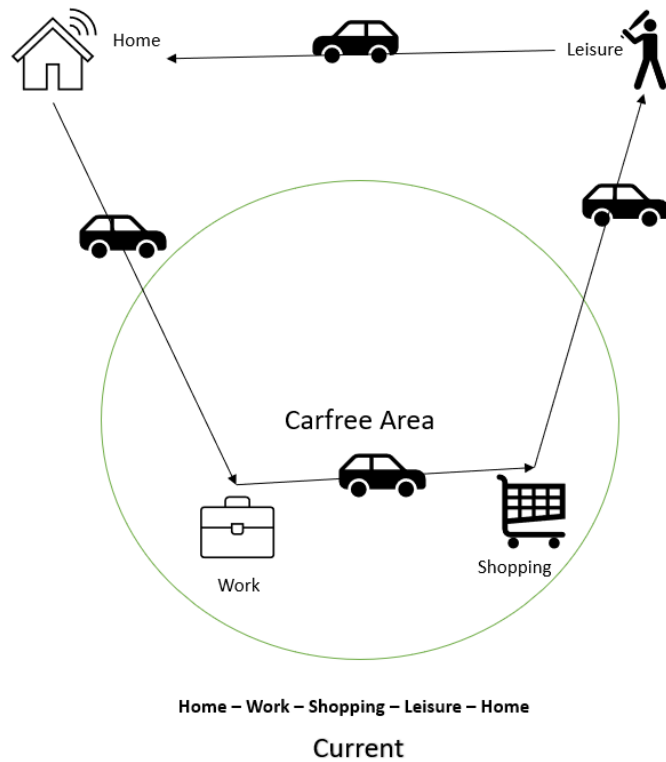 Home
Leisure
Carfree Area
Work
Shopping
Home – Work – Shopping – Leisure – Home
Current